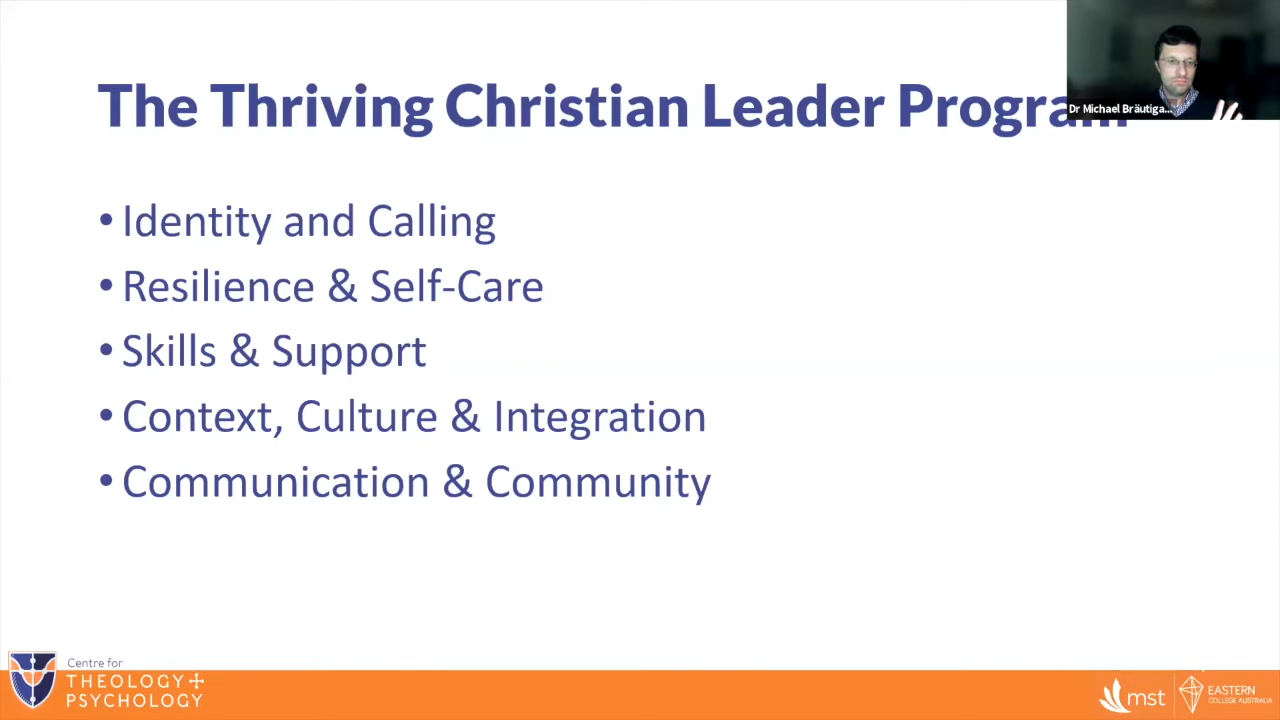 The Thriving Christian Leader Program
Dr Michael Bräutiga...
• Identity and Calling
• Resilience & Self-Care
• Skills & Support
• Context, Culture & Integration
• Communication & Community
Centre for
THEOLOGY+
PSYCHOLOGY
mst
EASTERN
COLLEGE AUSTRALIA